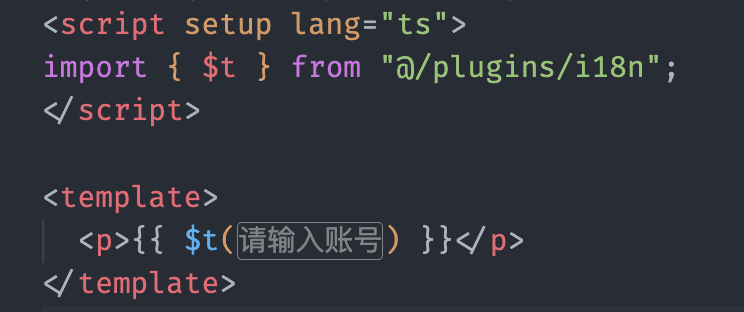 <script setup lang="ts">
import { $t } from "@/plugins/i18n";
</script>
<template>
<p>{{ $t(请输入账号) }}</p>
</template>